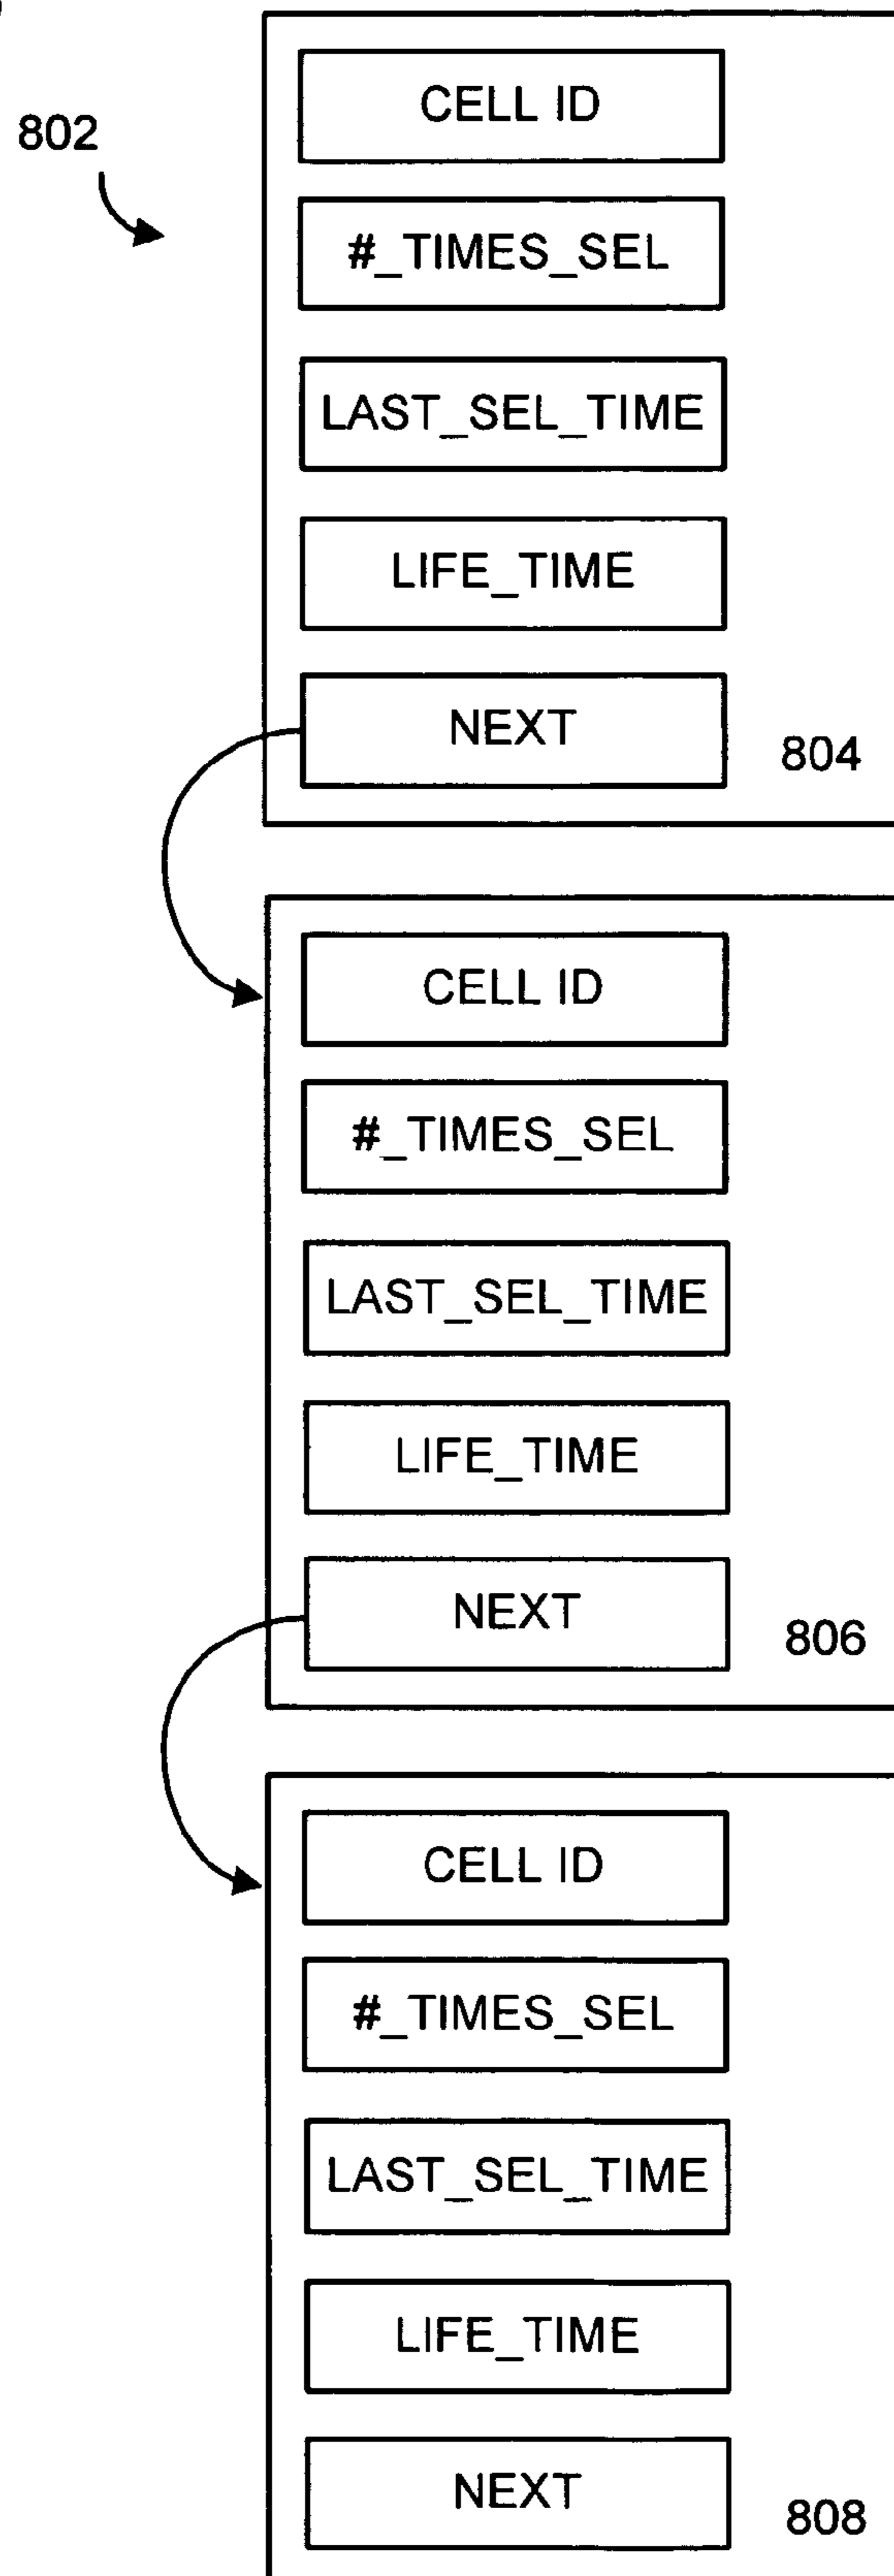 802
CELL ID
#_TIMES_SEL
LAST_SEL_TIME
LIFE_TIME
NEXT
804
CELL ID
#_TIMES_SEL
LAST_SEL_TIME
LIFE_TIME
NEXT
806
CELL ID
#_TIMES_SEL
LAST_SEL_TIME
LIFE_TIME
NEXT
808